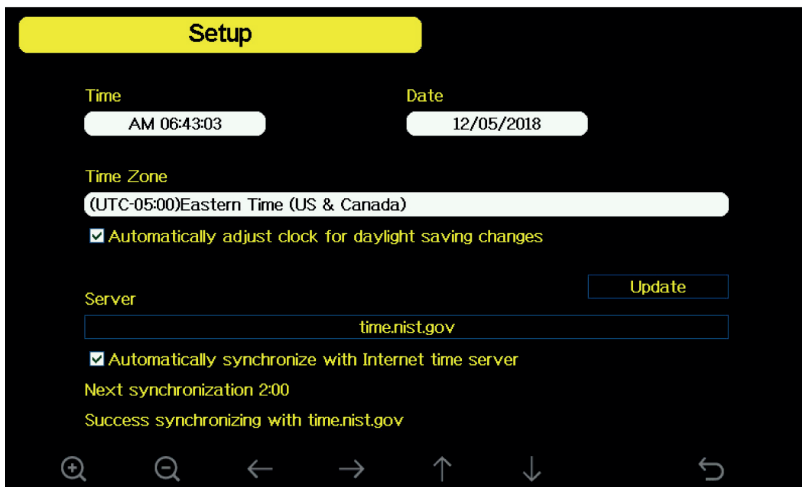 Setup
Time Date
AM 06:43:03 12/05/2018
Time Zone
(UTC-05:00)Eastern Time (US & Canada)
Automatically adjust clock for daylight saving changes
Update
Server
time.nist.gov
Automatically synchronize with Internet time server
Next synchronization 2:00
Success synchronizing with time.nist.gov